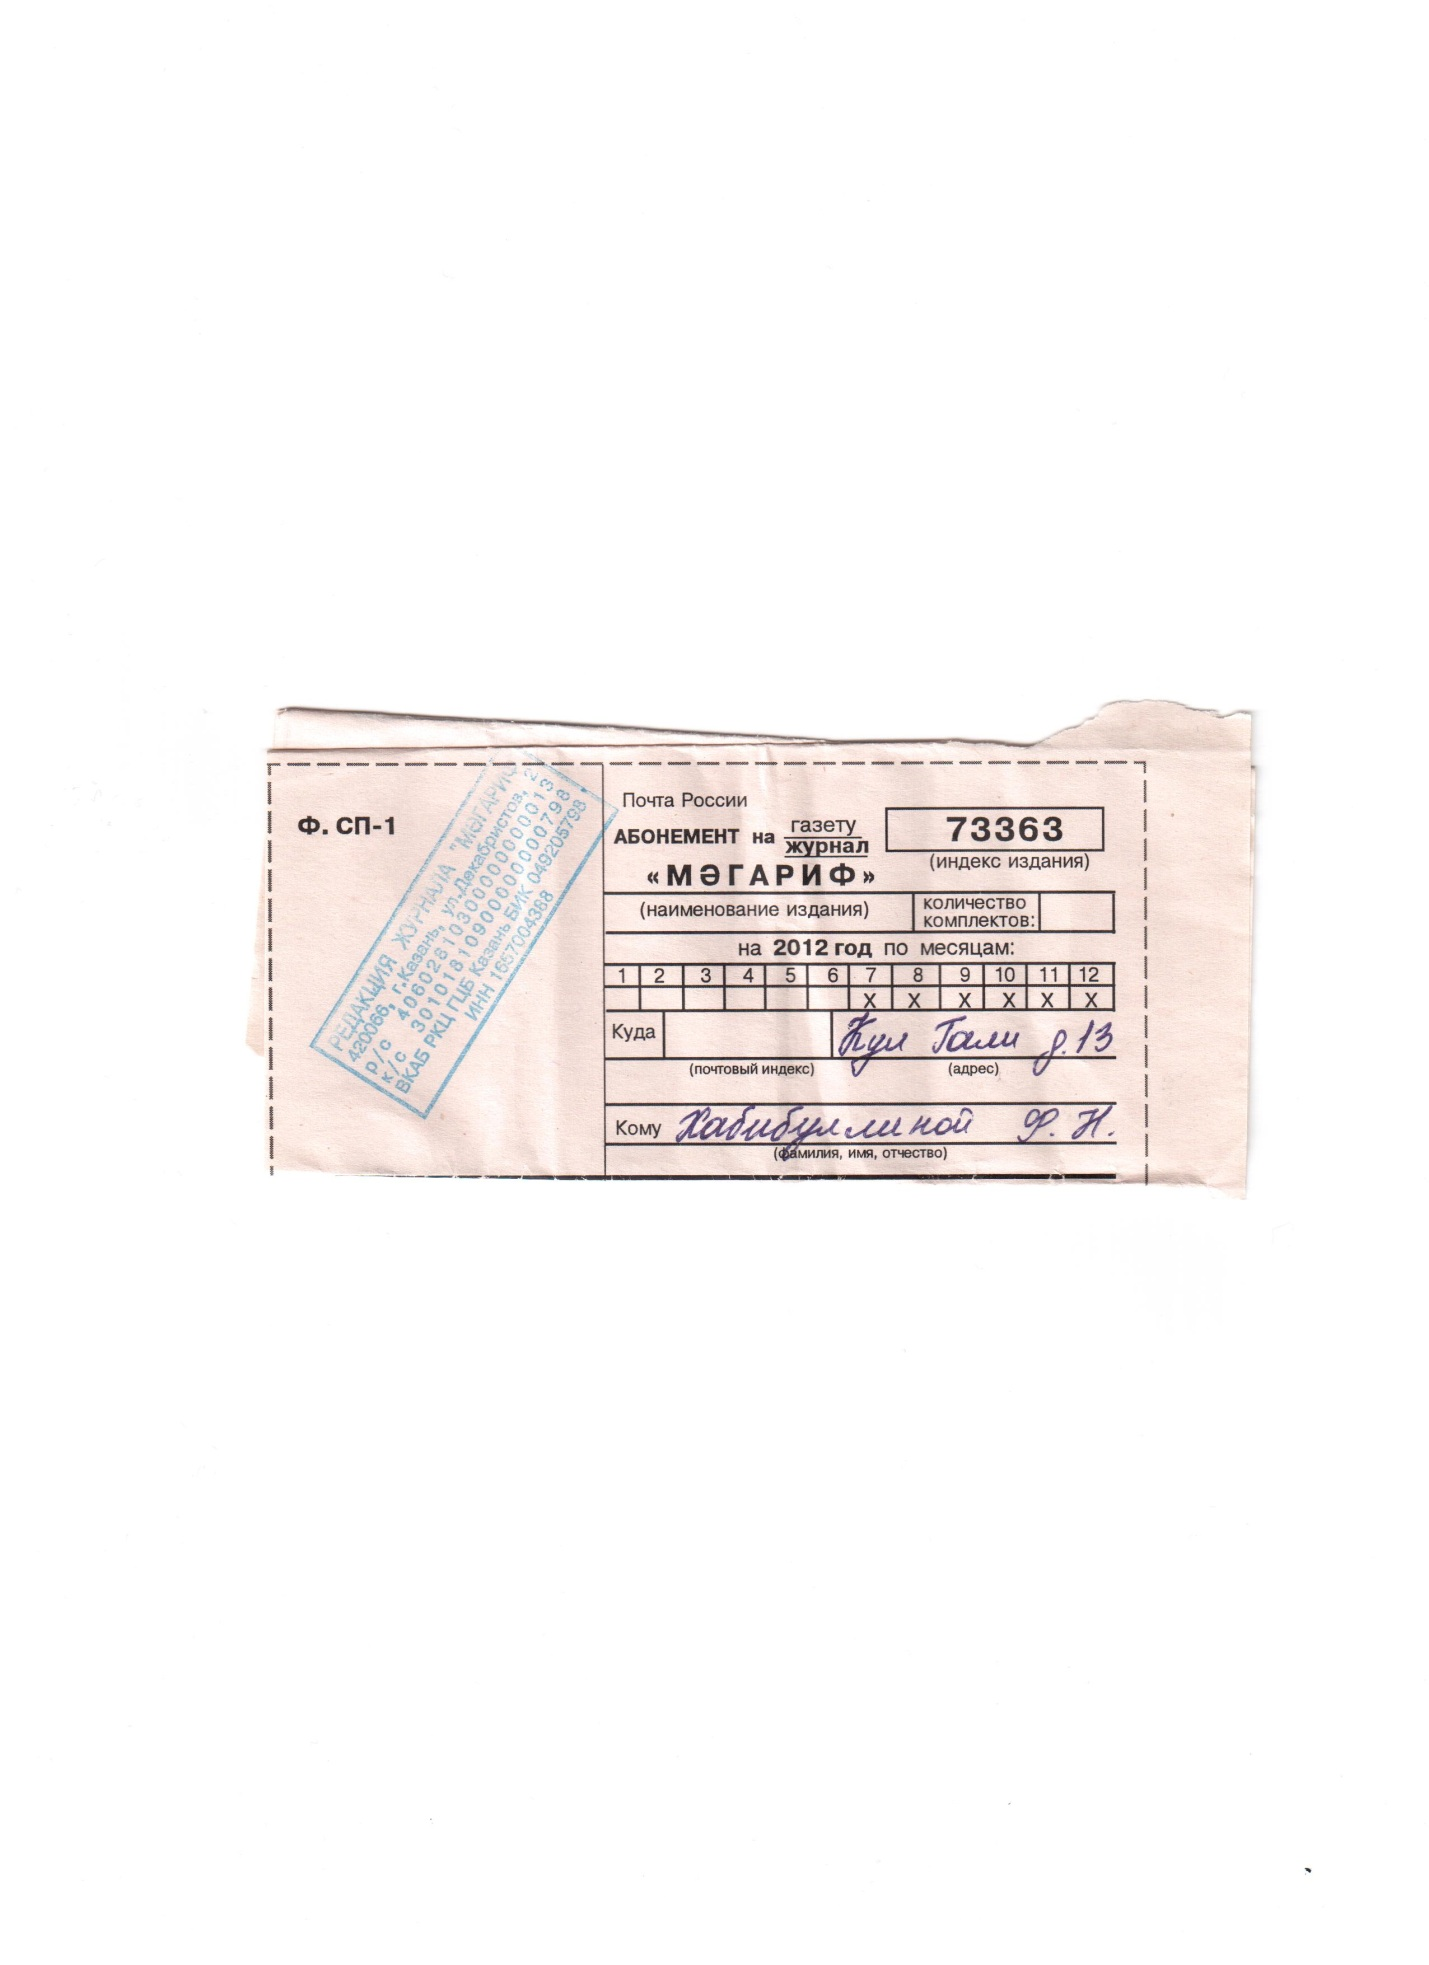 Ф. СП-1
РЕДАКЦИЯ ЖУРНАЛА "МӘГАРИФ"
420066, г.Казань, ул.Декабристов, 2
р/с 40602810300000000013
к/с 30101810900000000798
ВКАБ РКЦ ГЦБ Казань БИК 049205798
ИНН 1657004368
Почта России
АБОНЕМЕНТ на газету
журнал
73363
(индекс издания)
«МӘГАРИФ»
(наименование издания)
количество
комплектов:
на 2012 год по месяцам:
1 2 3 4 5 6 7 8 9 10 11 12
X X X X X X
Куда Кул Гали д.13
(почтовый индекс) (адрес)
Кому Хабибуллиной Ф. Н.
(фамилия, имя, отчество)